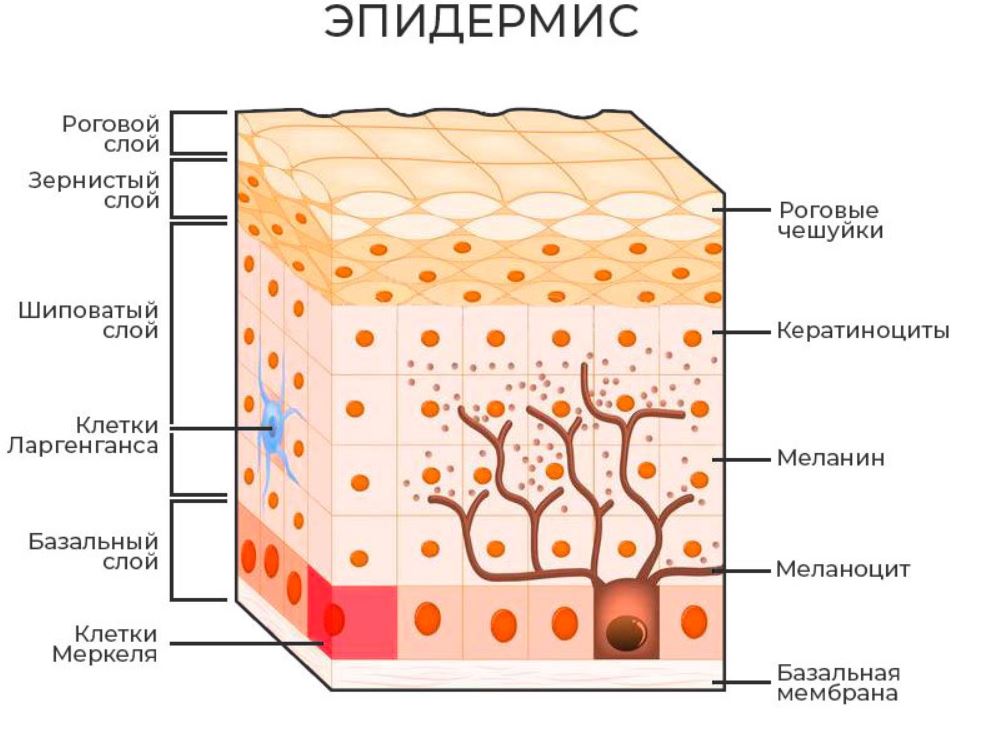 ЭПИДЕРМИС
Роговой
слой
Зернистый
слой
Шиповатый
слой
Клетки
Ларгенганса
Базальный
слой
Клетки
Меркеля
Роговые
чешуйки
Кератиноциты
Меланин
Меланоцит
Базальная
мембрана